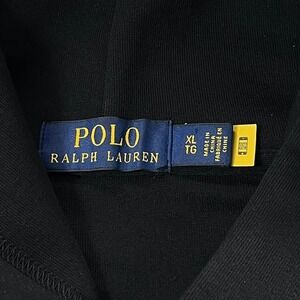 POLO
RALPH LAUREN
XL
TG
MADE IN
CHINA
FABRIQUÉ EN
CHINE